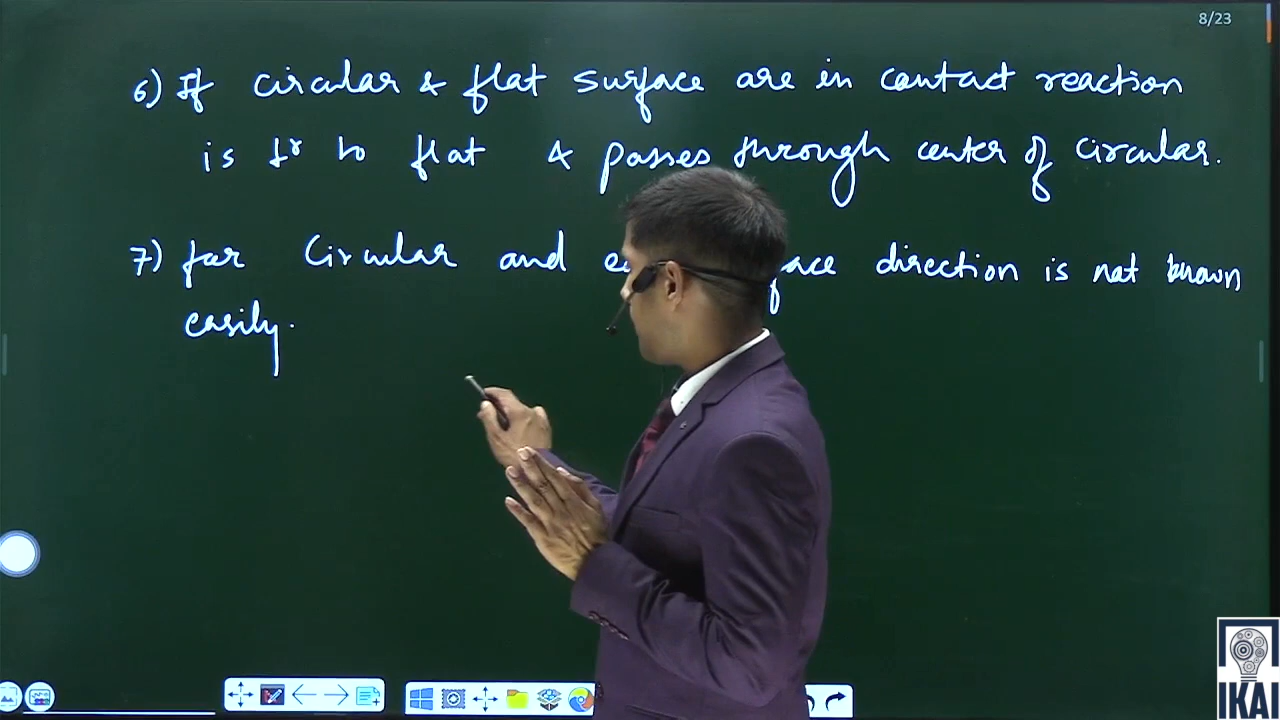 8/23
6) If circular & flat surface are in contact reaction
is ⊥r to flat & passes through center of circular.
7) for Circular and direction is not known
easily.
IKAI